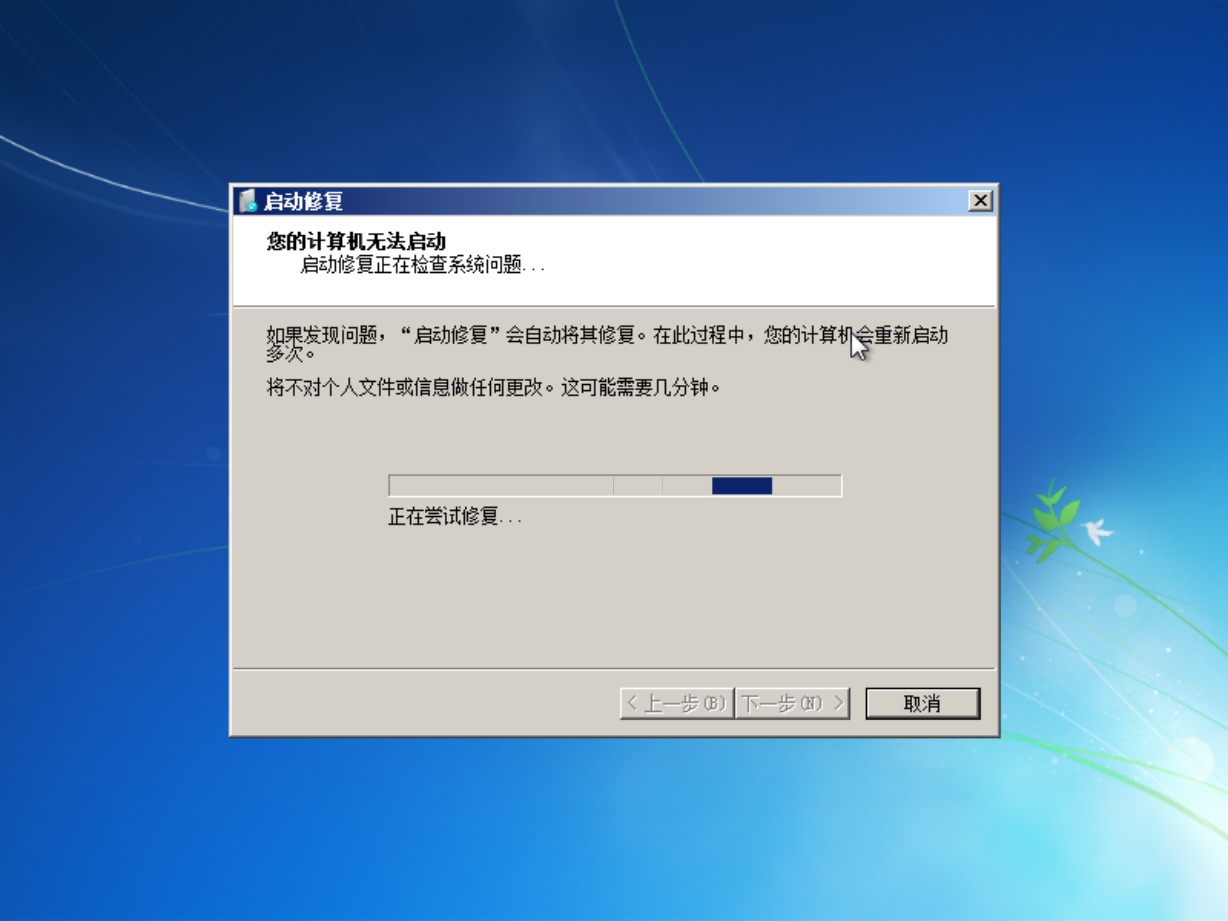 启动修复
您的计算机无法启动
启动修复正在检查系统问题...
如果发现问题，“启动修复”会自动将其修复。在此过程中，您的计算机会重新启动
多次。
将不对个人文件或信息做任何更改。这可能需要几分钟。
正在尝试修复...
< 上一步(B) 下一步(N) > 取消